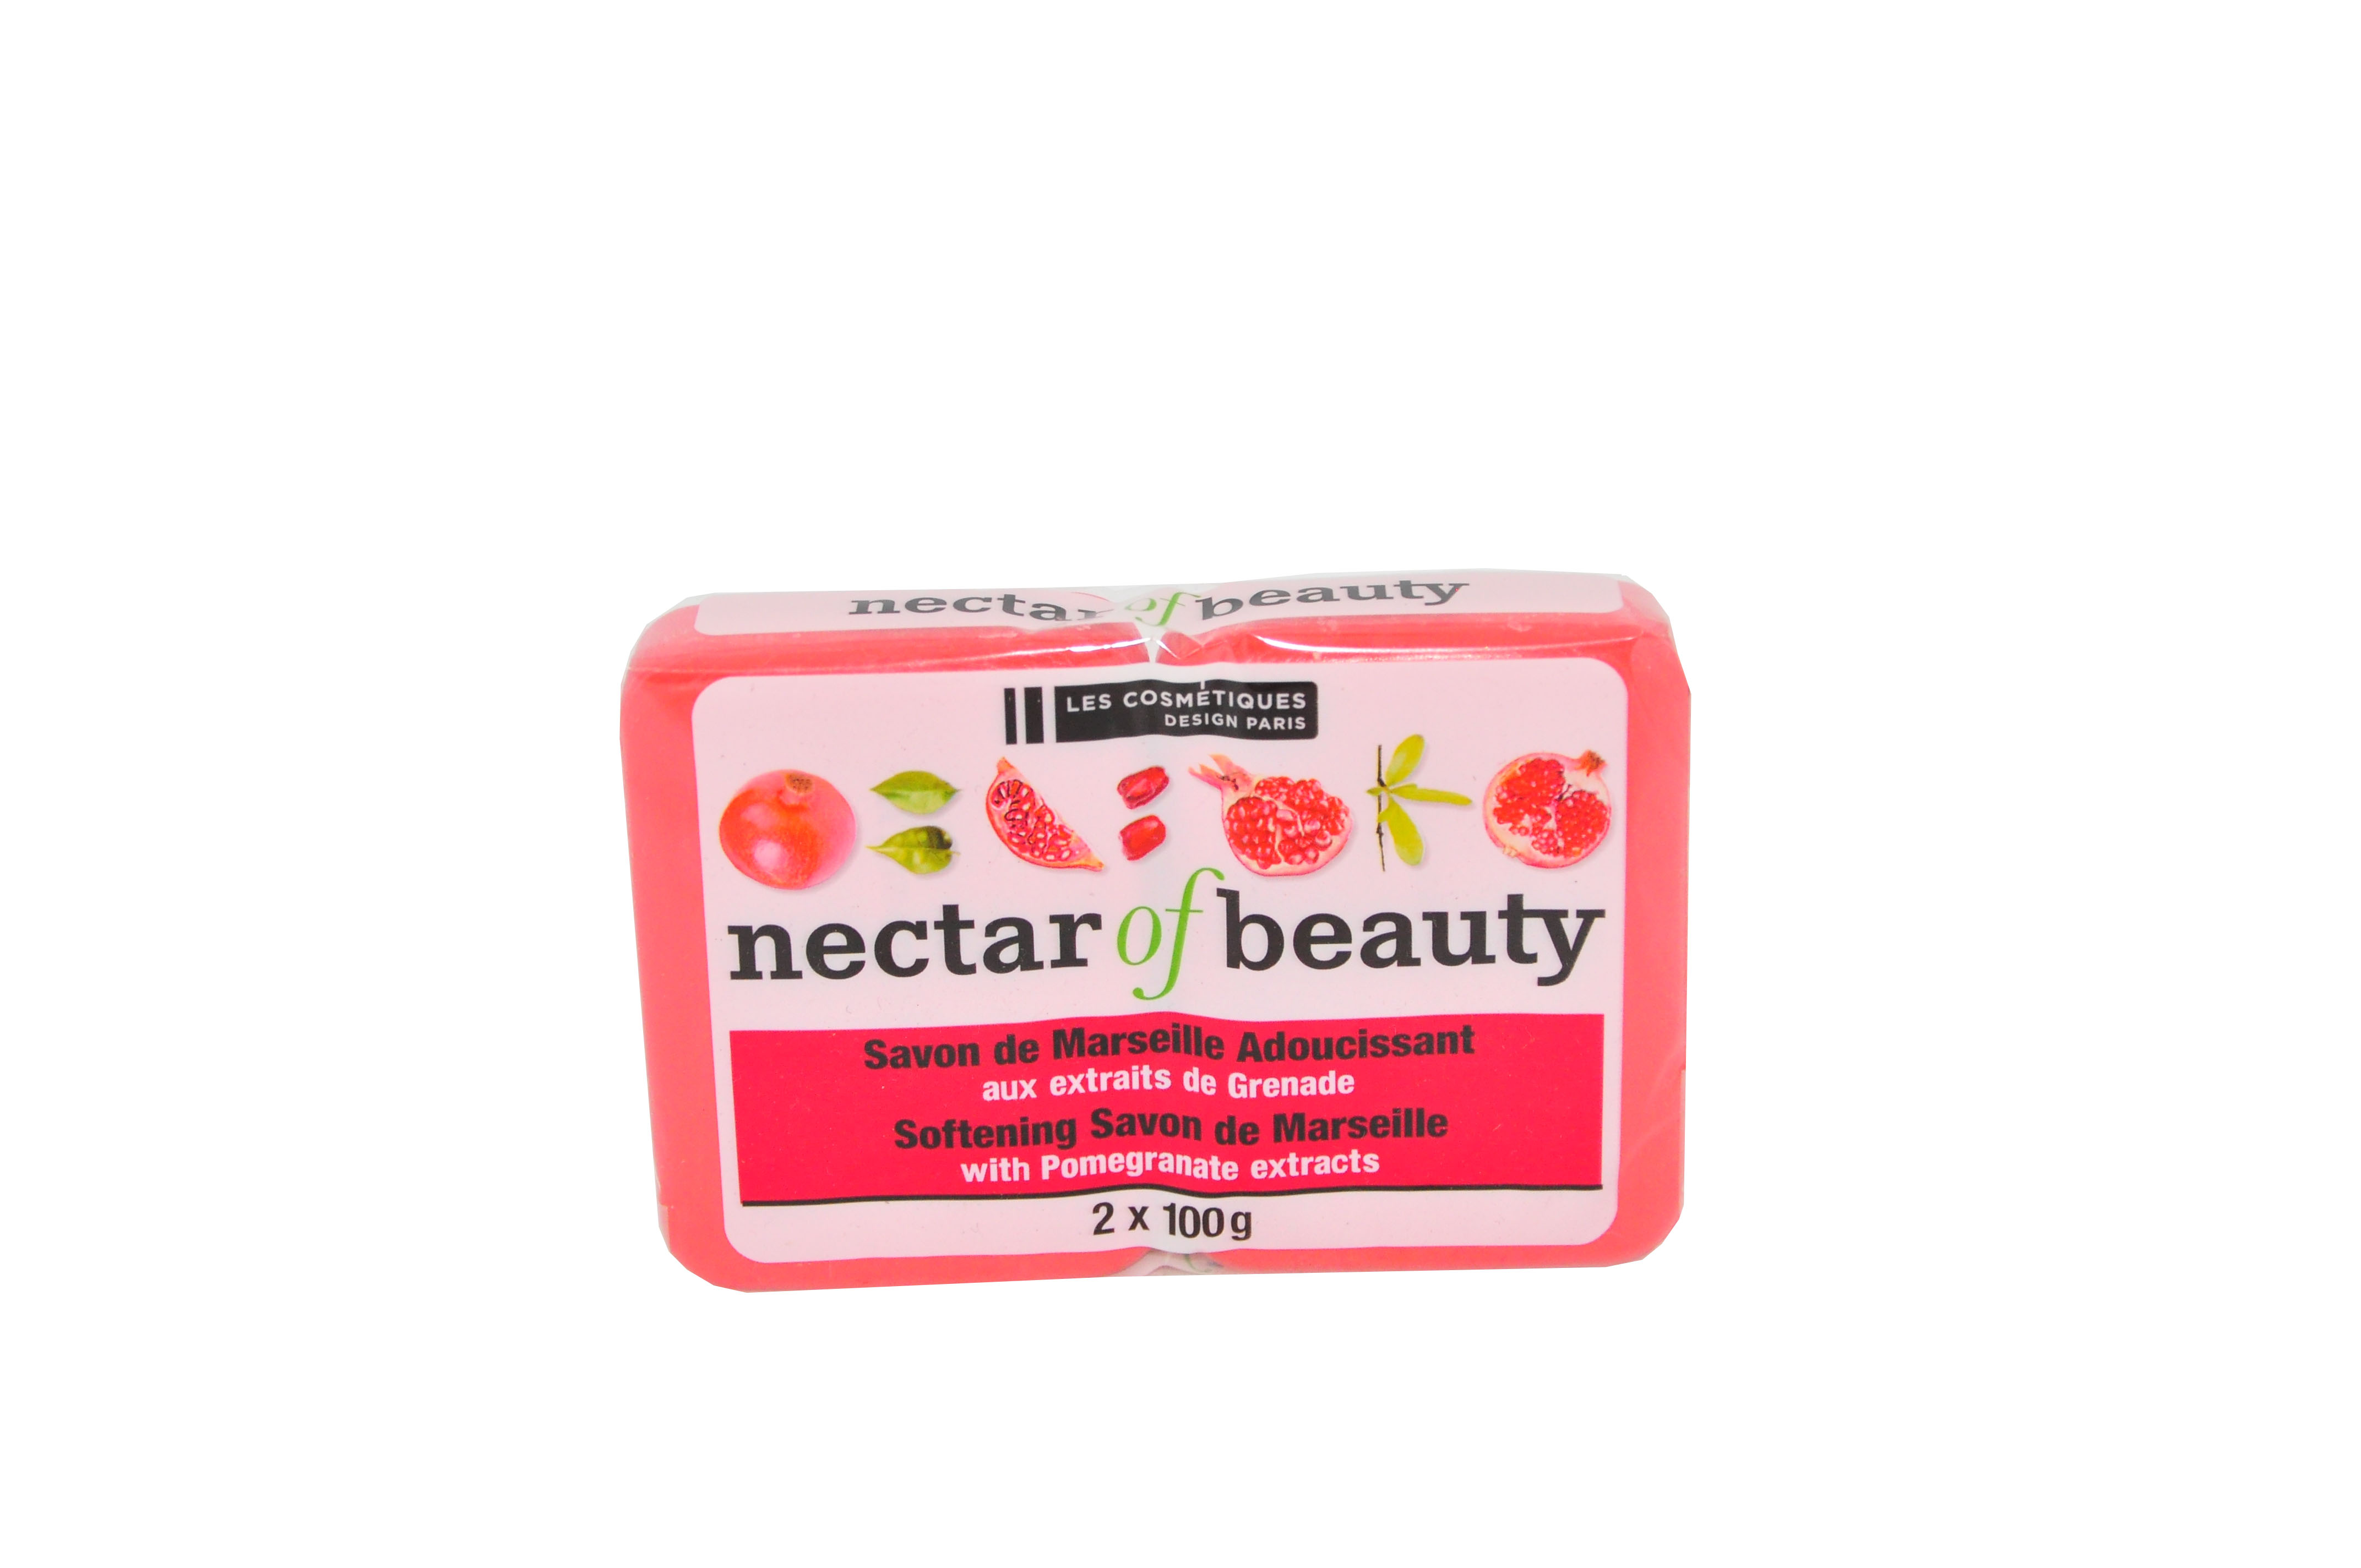 nectar of beauty
LES COSMÉTIQUES
DESIGN PARIS
nectar of beauty
Savon de Marseille Adoucissant
aux extraits de Grenade
Softening Savon de Marseille
with Pomegranate extracts
2 x 100g